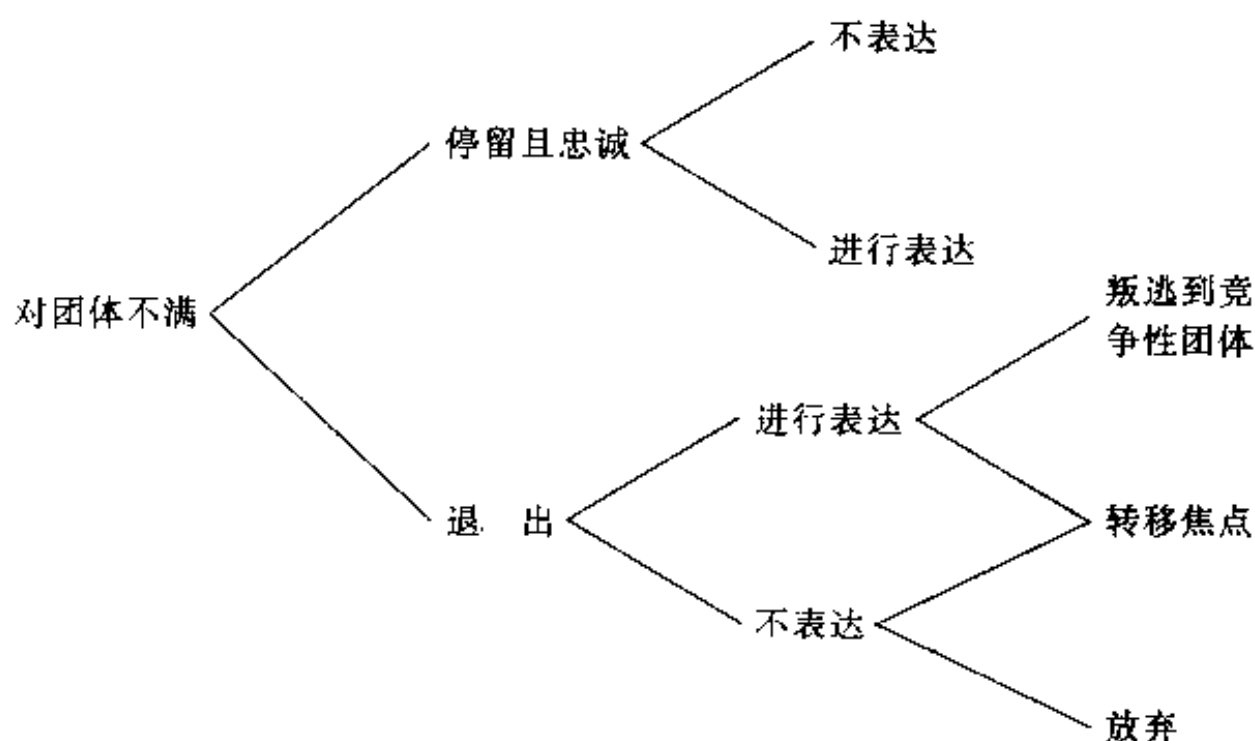 不表达
停留且忠诚
进行表达
对团体不满
叛逃到竞
争性团体
进行表达
退 出
转移焦点
不表达
放弃